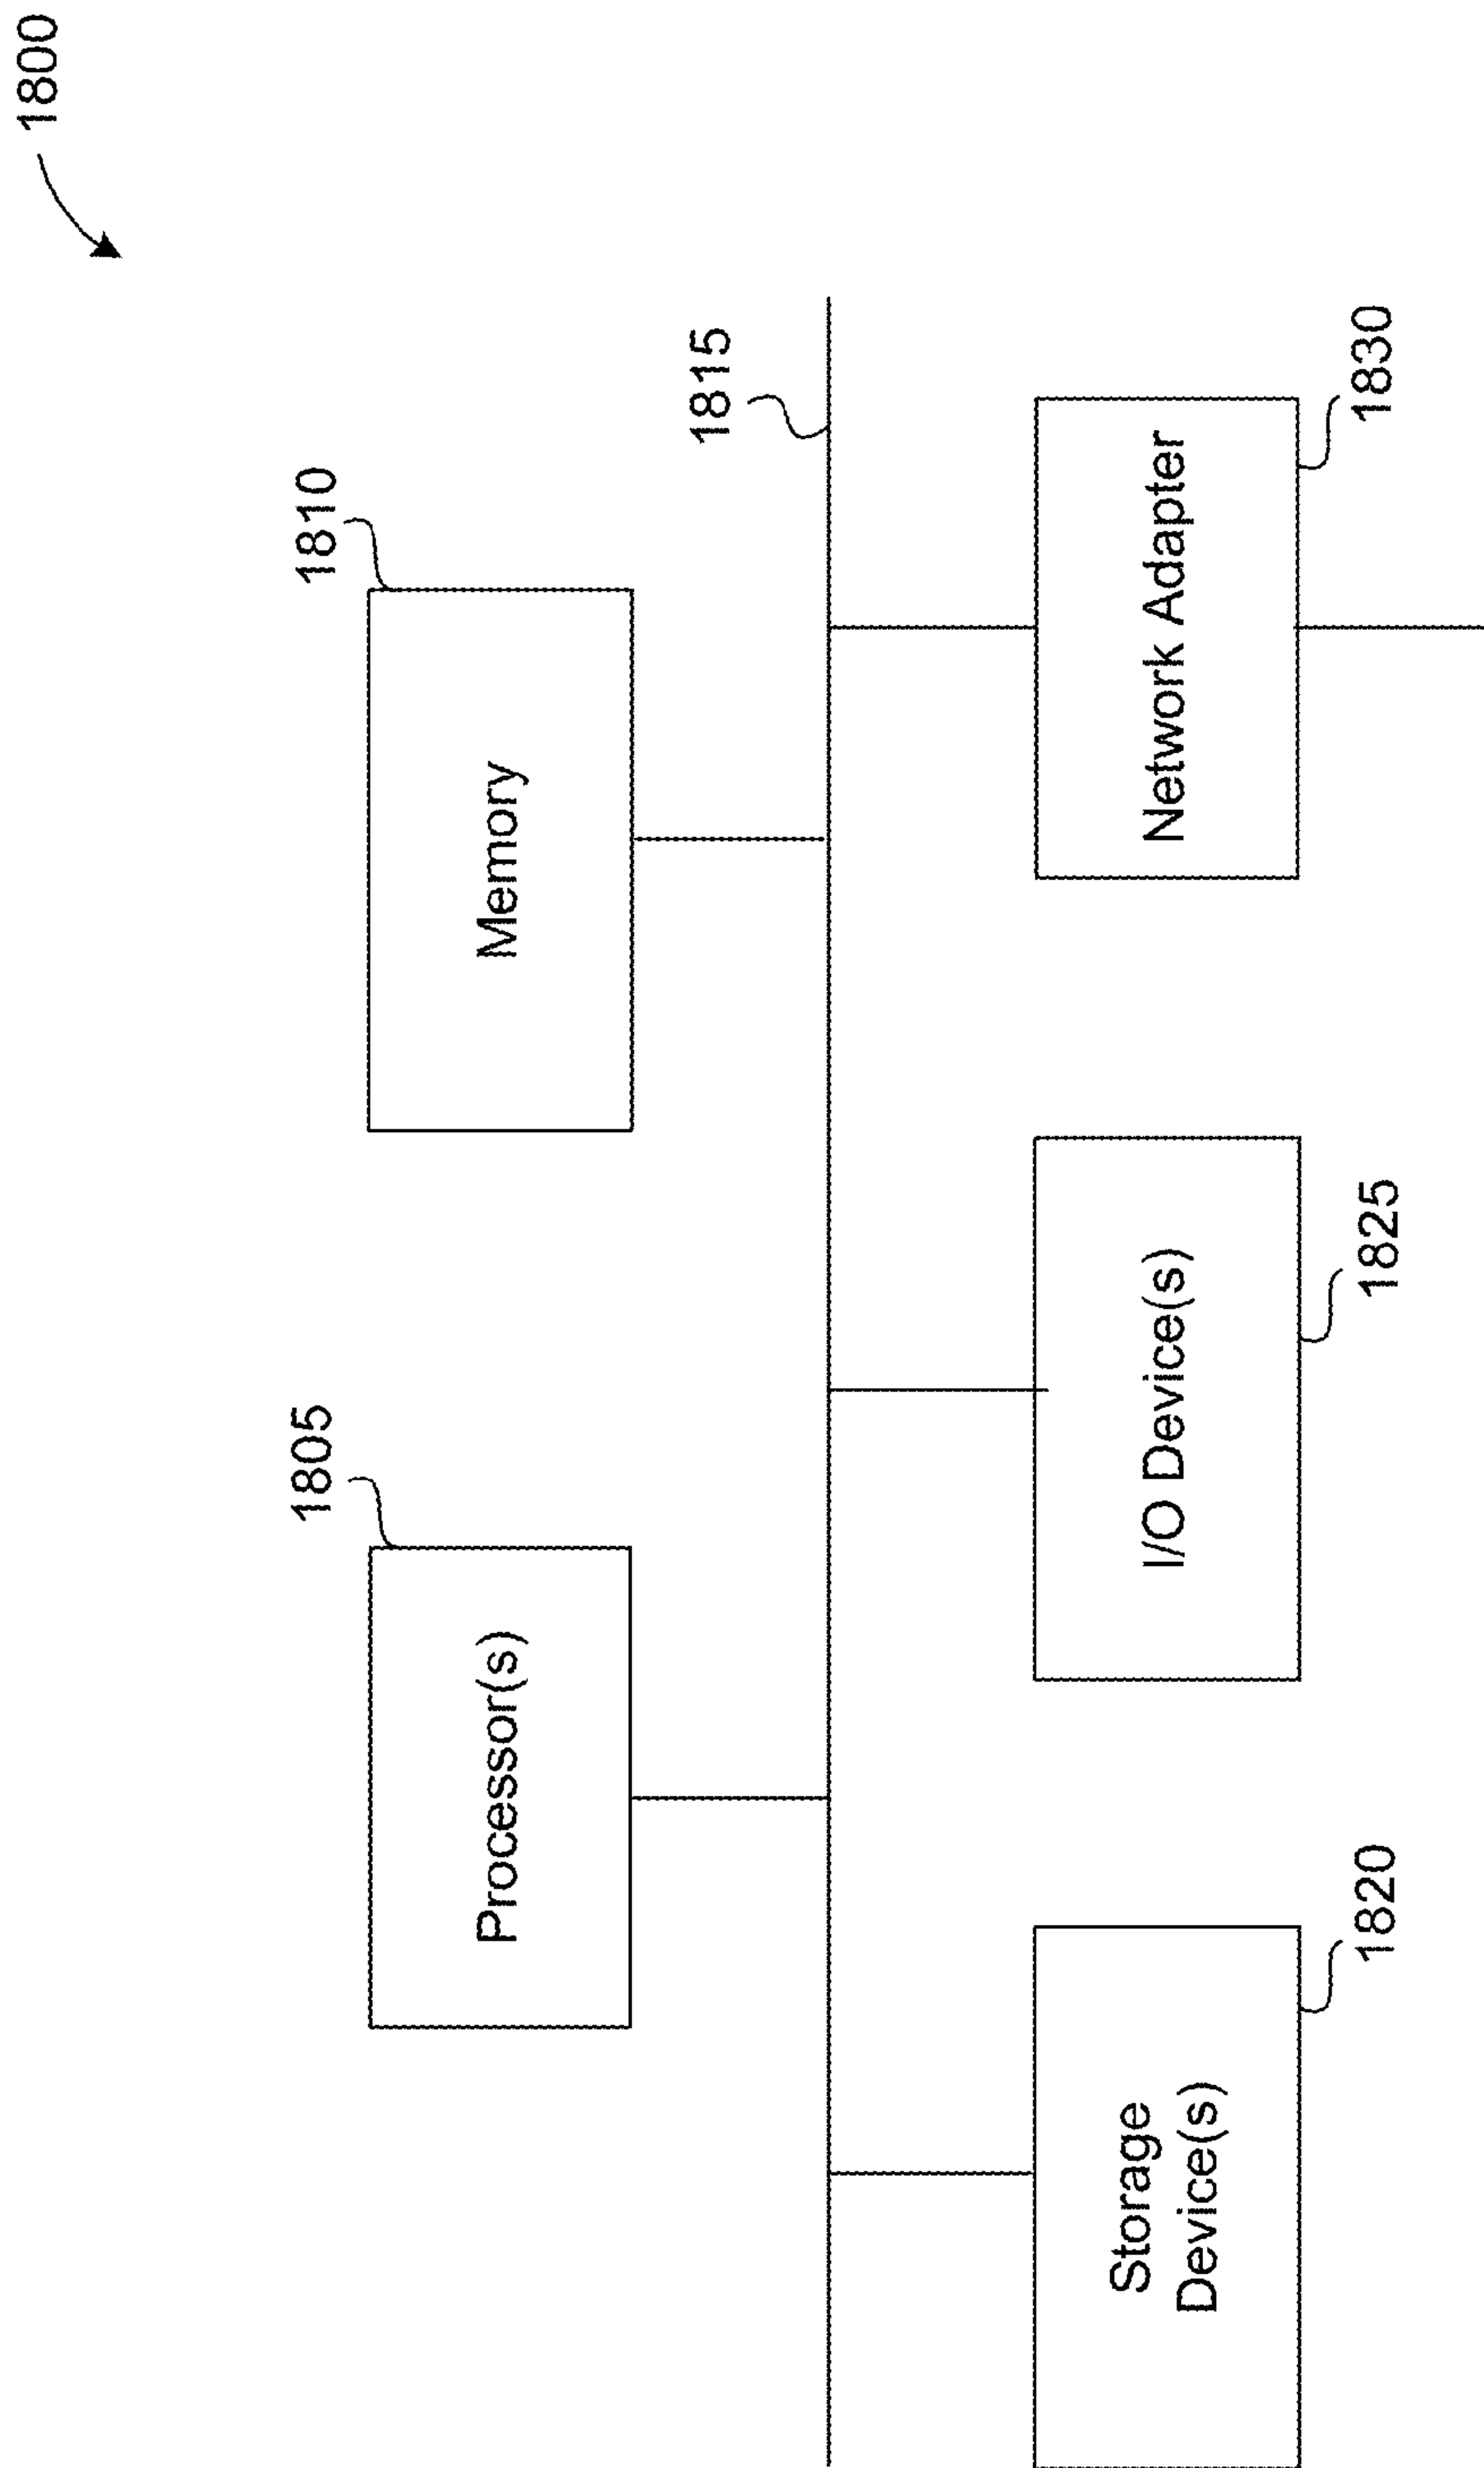 1800
1805
Processor(s)
1810
Memory
1815
Storage
Device(s)
1820
I/O Device(s)
1825
Network Adapter
1830